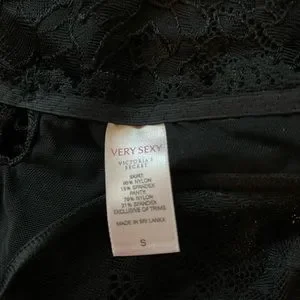 VERY SEXY
VICTORIA'S
SECRET
SKIRT
85% NYLON
15% SPANDEX
PANTY
79% NYLON
21% SPANDEX
EXCLUSIVE OF TRIMS
MADE IN SRI LANKA
S